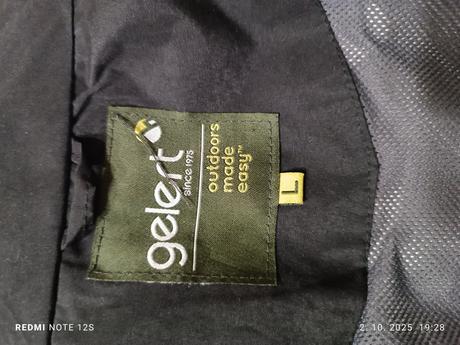 gelert
since 1975
outdoors
made
easy™
L
REDMI NOTE 12S
2. 10. 2025 19:28